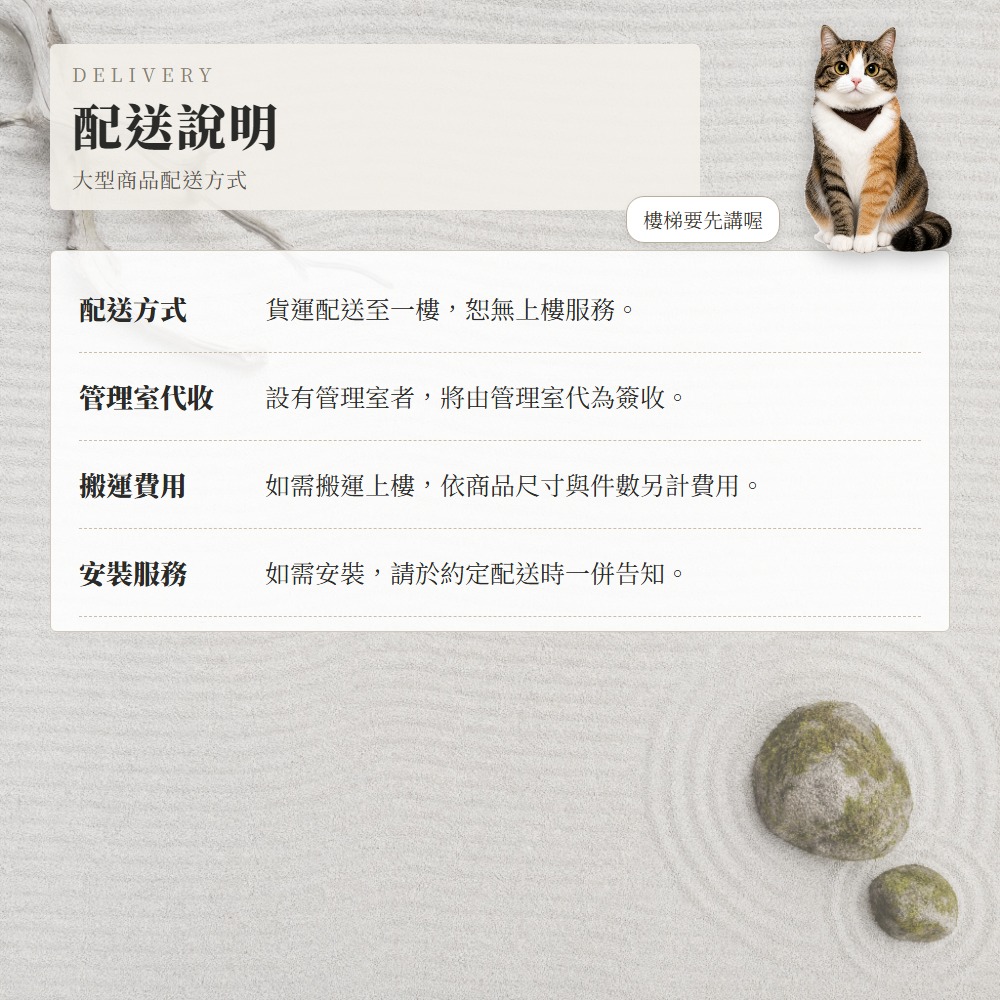 DELIVERY
配送說明
大型商品配送方式
樓梯要先講喔
配送方式 貨運配送至一樓，恕無上樓服務。
管理室代收 設有管理室者，將由管理室代為簽收。
搬運費用 如需搬運上樓，依商品尺寸與件數另計費用。
安裝服務 如需安裝，請於約定配送時一併告知。